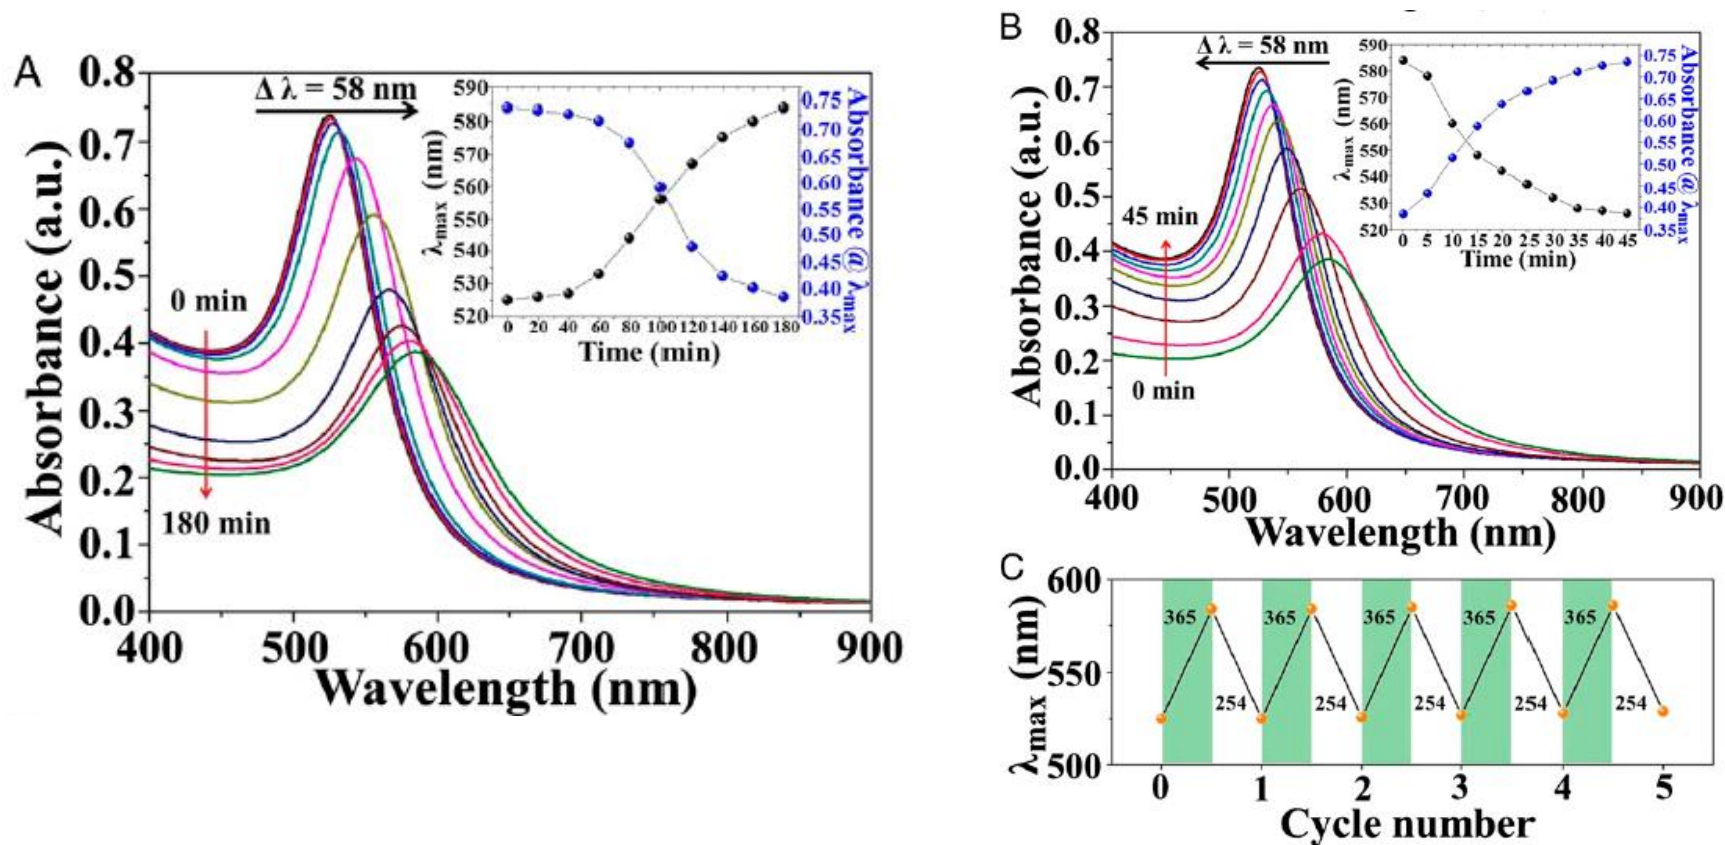 A
Δ λ = 58 nm
0 min
180 min
Absorbance (a.u.)
0.8
0.7
0.6
0.5
0.4
0.3
0.2
0.1
0.0
400 500 600 700 800 900
Wavelength (nm)
λmax (nm)
590
580
570
560
550
540
530
520
0 20 40 60 80 100 120 140 160 180
Time (min)
0.75
0.70
0.65
0.60
0.55
0.50
0.45
0.40
0.35
Absorbance@ λmax
B
Δ λ = 58 nm
45 min
0 min
Absorbance (a.u.)
0.8
0.7
0.6
0.5
0.4
0.3
0.2
0.1
0.0
400 500 600 700 800 900
Wavelength (nm)
λmax (nm)
590
580
570
560
550
540
530
520
0 5 10 15 20 25 30 35 40 45
Time (min)
0.75
0.70
0.65
0.60
0.55
0.50
0.45
0.40
0.35
Absorbance@ λmax
C
λmax (nm)
600
550
500
365 365 365 365 365
254 254 254 254 254
0 1 2 3 4 5
Cycle number